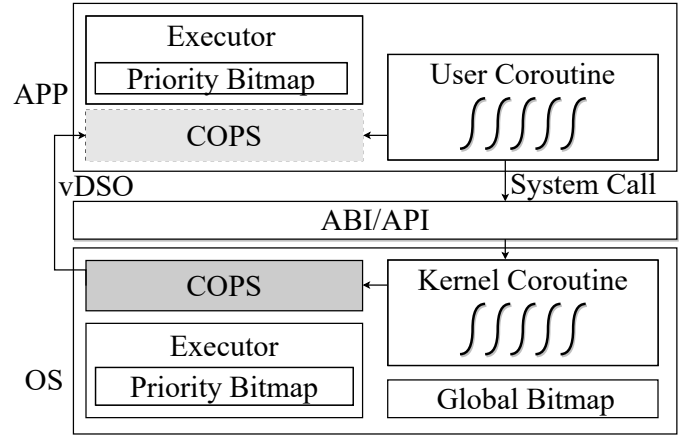 Executor
Priority Bitmap
User Coroutine
APP
COPS
vDSO
System Call
ABI/API
COPS
Kernel Coroutine
Executor
Priority Bitmap
OS
Global Bitmap